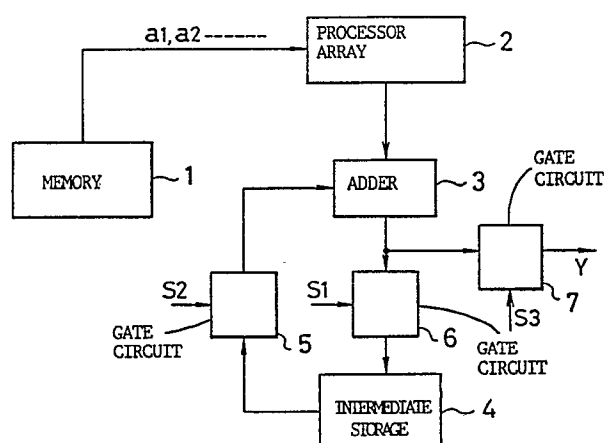 a1, a2 ------
PROCESSOR
ARRAY
2
MEMORY
1
ADDER
3
GATE
CIRCUIT
S2
S1
Y
7
S3
GATE
CIRCUIT
5
6
GATE
CIRCUIT
INTERMEDIATE
STORAGE
4